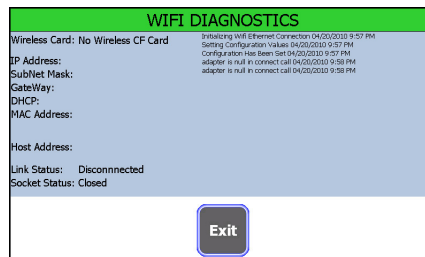 WIFI DIAGNOSTICS
Wireless Card: No Wireless CF Card
IP Address:
SubNet Mask:
GateWay:
DHCP:
MAC Address:
Host Address:
Link Status: Disconnnected
Socket Status: Closed
Initializing Wifi Ethernet Connection 04/20/2010 9:57 PM
Setting Configuration Values 04/20/2010 9:57 PM
Configuration Has Been Set 04/20/2010 9:57 PM
adapter is null in connect call 04/20/2010 9:58 PM
adapter is null in connect call 04/20/2010 9:58 PM
Exit